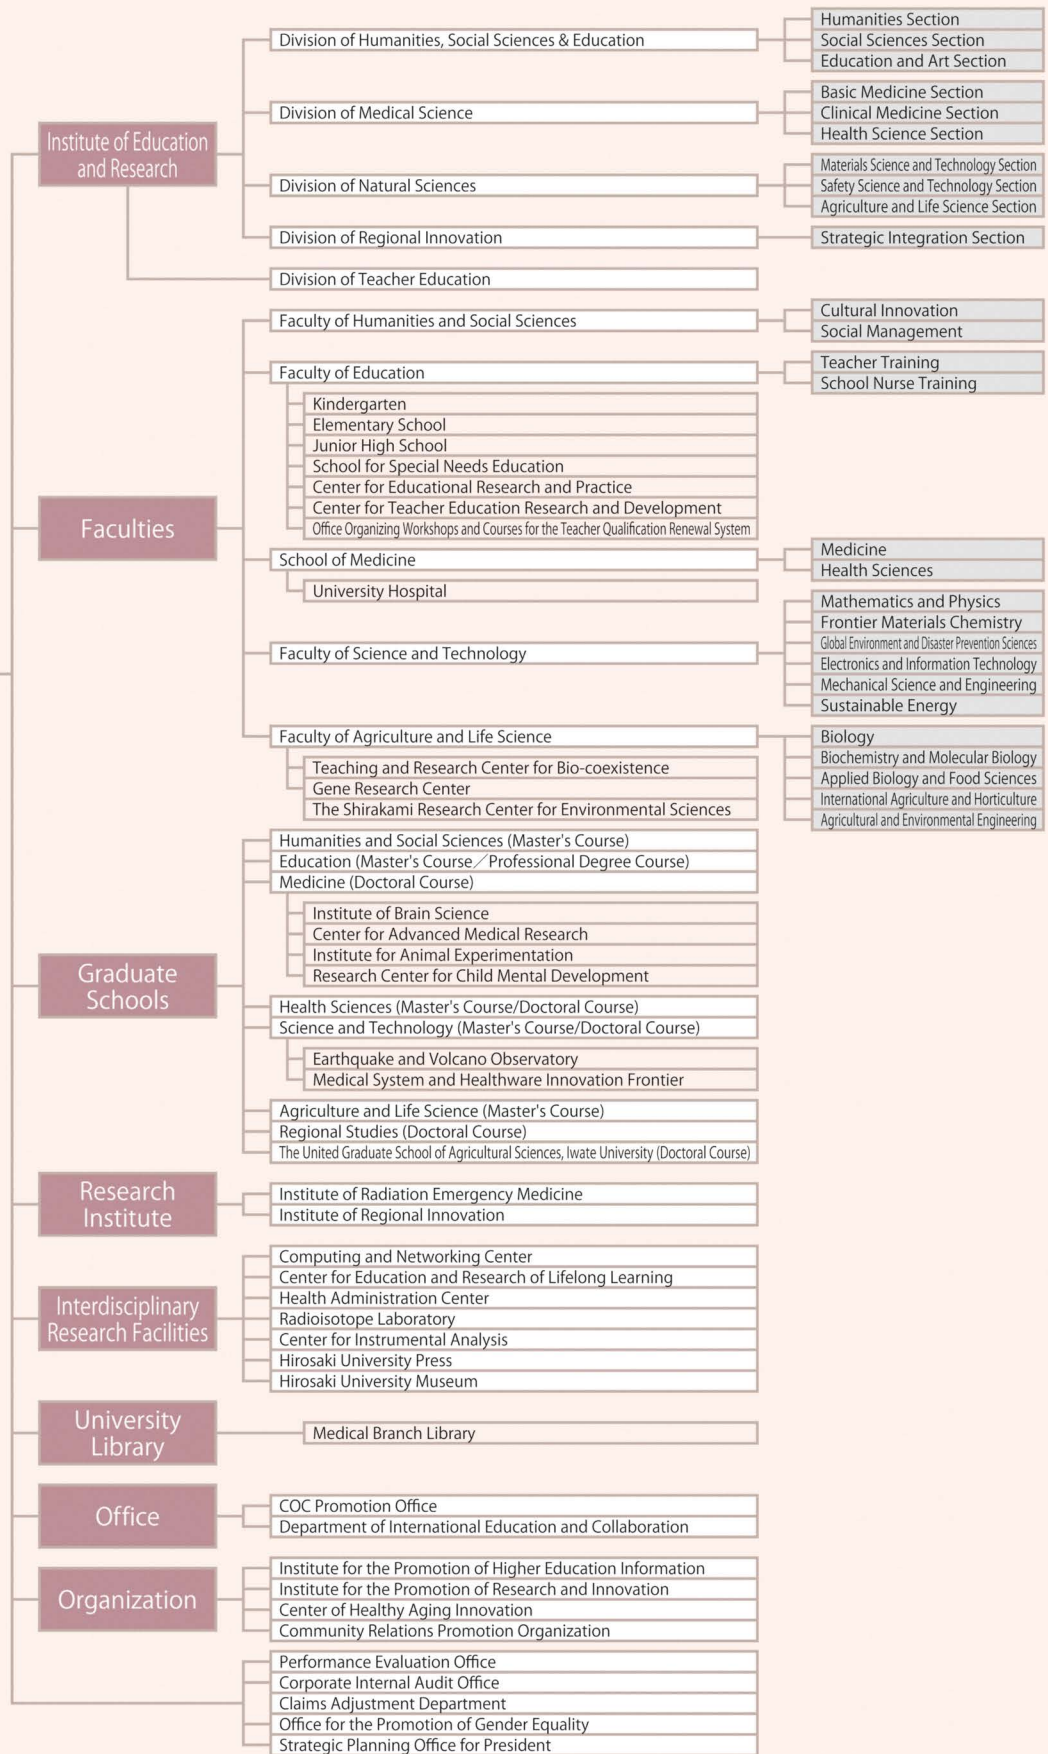 Institute of Education
and Research
Division of Humanities, Social Sciences & Education
Humanities Section
Social Sciences Section
Education and Art Section
Division of Medical Science
Basic Medicine Section
Clinical Medicine Section
Health Science Section
Division of Natural Sciences
Materials Science and Technology Section
Safety Science and Technology Section
Agriculture and Life Science Section
Division of Regional Innovation
Strategic Integration Section
Division of Teacher Education
Faculties
Faculty of Humanities and Social Sciences
Cultural Innovation
Social Management
Faculty of Education
Teacher Training
School Nurse Training
Kindergarten
Elementary School
Junior High School
School for Special Needs Education
Center for Educational Research and Practice
Center for Teacher Education Research and Development
Office Organizing Workshops and Courses for the Teacher Qualification Renewal System
School of Medicine
Medicine
Health Sciences
University Hospital
Faculty of Science and Technology
Mathematics and Physics
Frontier Materials Chemistry
Global Environment and Disaster Prevention Sciences
Electronics and Information Technology
Mechanical Science and Engineering
Sustainable Energy
Faculty of Agriculture and Life Science
Biology
Biochemistry and Molecular Biology
Applied Biology and Food Sciences
International Agriculture and Horticulture
Agricultural and Environmental Engineering
Teaching and Research Center for Bio-coexistence
Gene Research Center
The Shirakami Research Center for Environmental Sciences
Graduate
Schools
Humanities and Social Sciences (Master's Course)
Education (Master's Course／Professional Degree Course)
Medicine (Doctoral Course)
Institute of Brain Science
Center for Advanced Medical Research
Institute for Animal Experimentation
Research Center for Child Mental Development
Health Sciences (Master's Course/Doctoral Course)
Science and Technology (Master's Course/Doctoral Course)
Earthquake and Volcano Observatory
Medical System and Healthware Innovation Frontier
Agriculture and Life Science (Master's Course)
Regional Studies (Doctoral Course)
The United Graduate School of Agricultural Sciences, Iwate University (Doctoral Course)
Research
Institute
Institute of Radiation Emergency Medicine
Institute of Regional Innovation
Interdisciplinary
Research Facilities
Computing and Networking Center
Center for Education and Research of Lifelong Learning
Health Administration Center
Radioisotope Laboratory
Center for Instrumental Analysis
Hirosaki University Press
Hirosaki University Museum
University
Library
Medical Branch Library
Office
COC Promotion Office
Department of International Education and Collaboration
Organization
Institute for the Promotion of Higher Education Information
Institute for the Promotion of Research and Innovation
Center of Healthy Aging Innovation
Community Relations Promotion Organization
Performance Evaluation Office
Corporate Internal Audit Office
Claims Adjustment Department
Office for the Promotion of Gender Equality
Strategic Planning Office for President